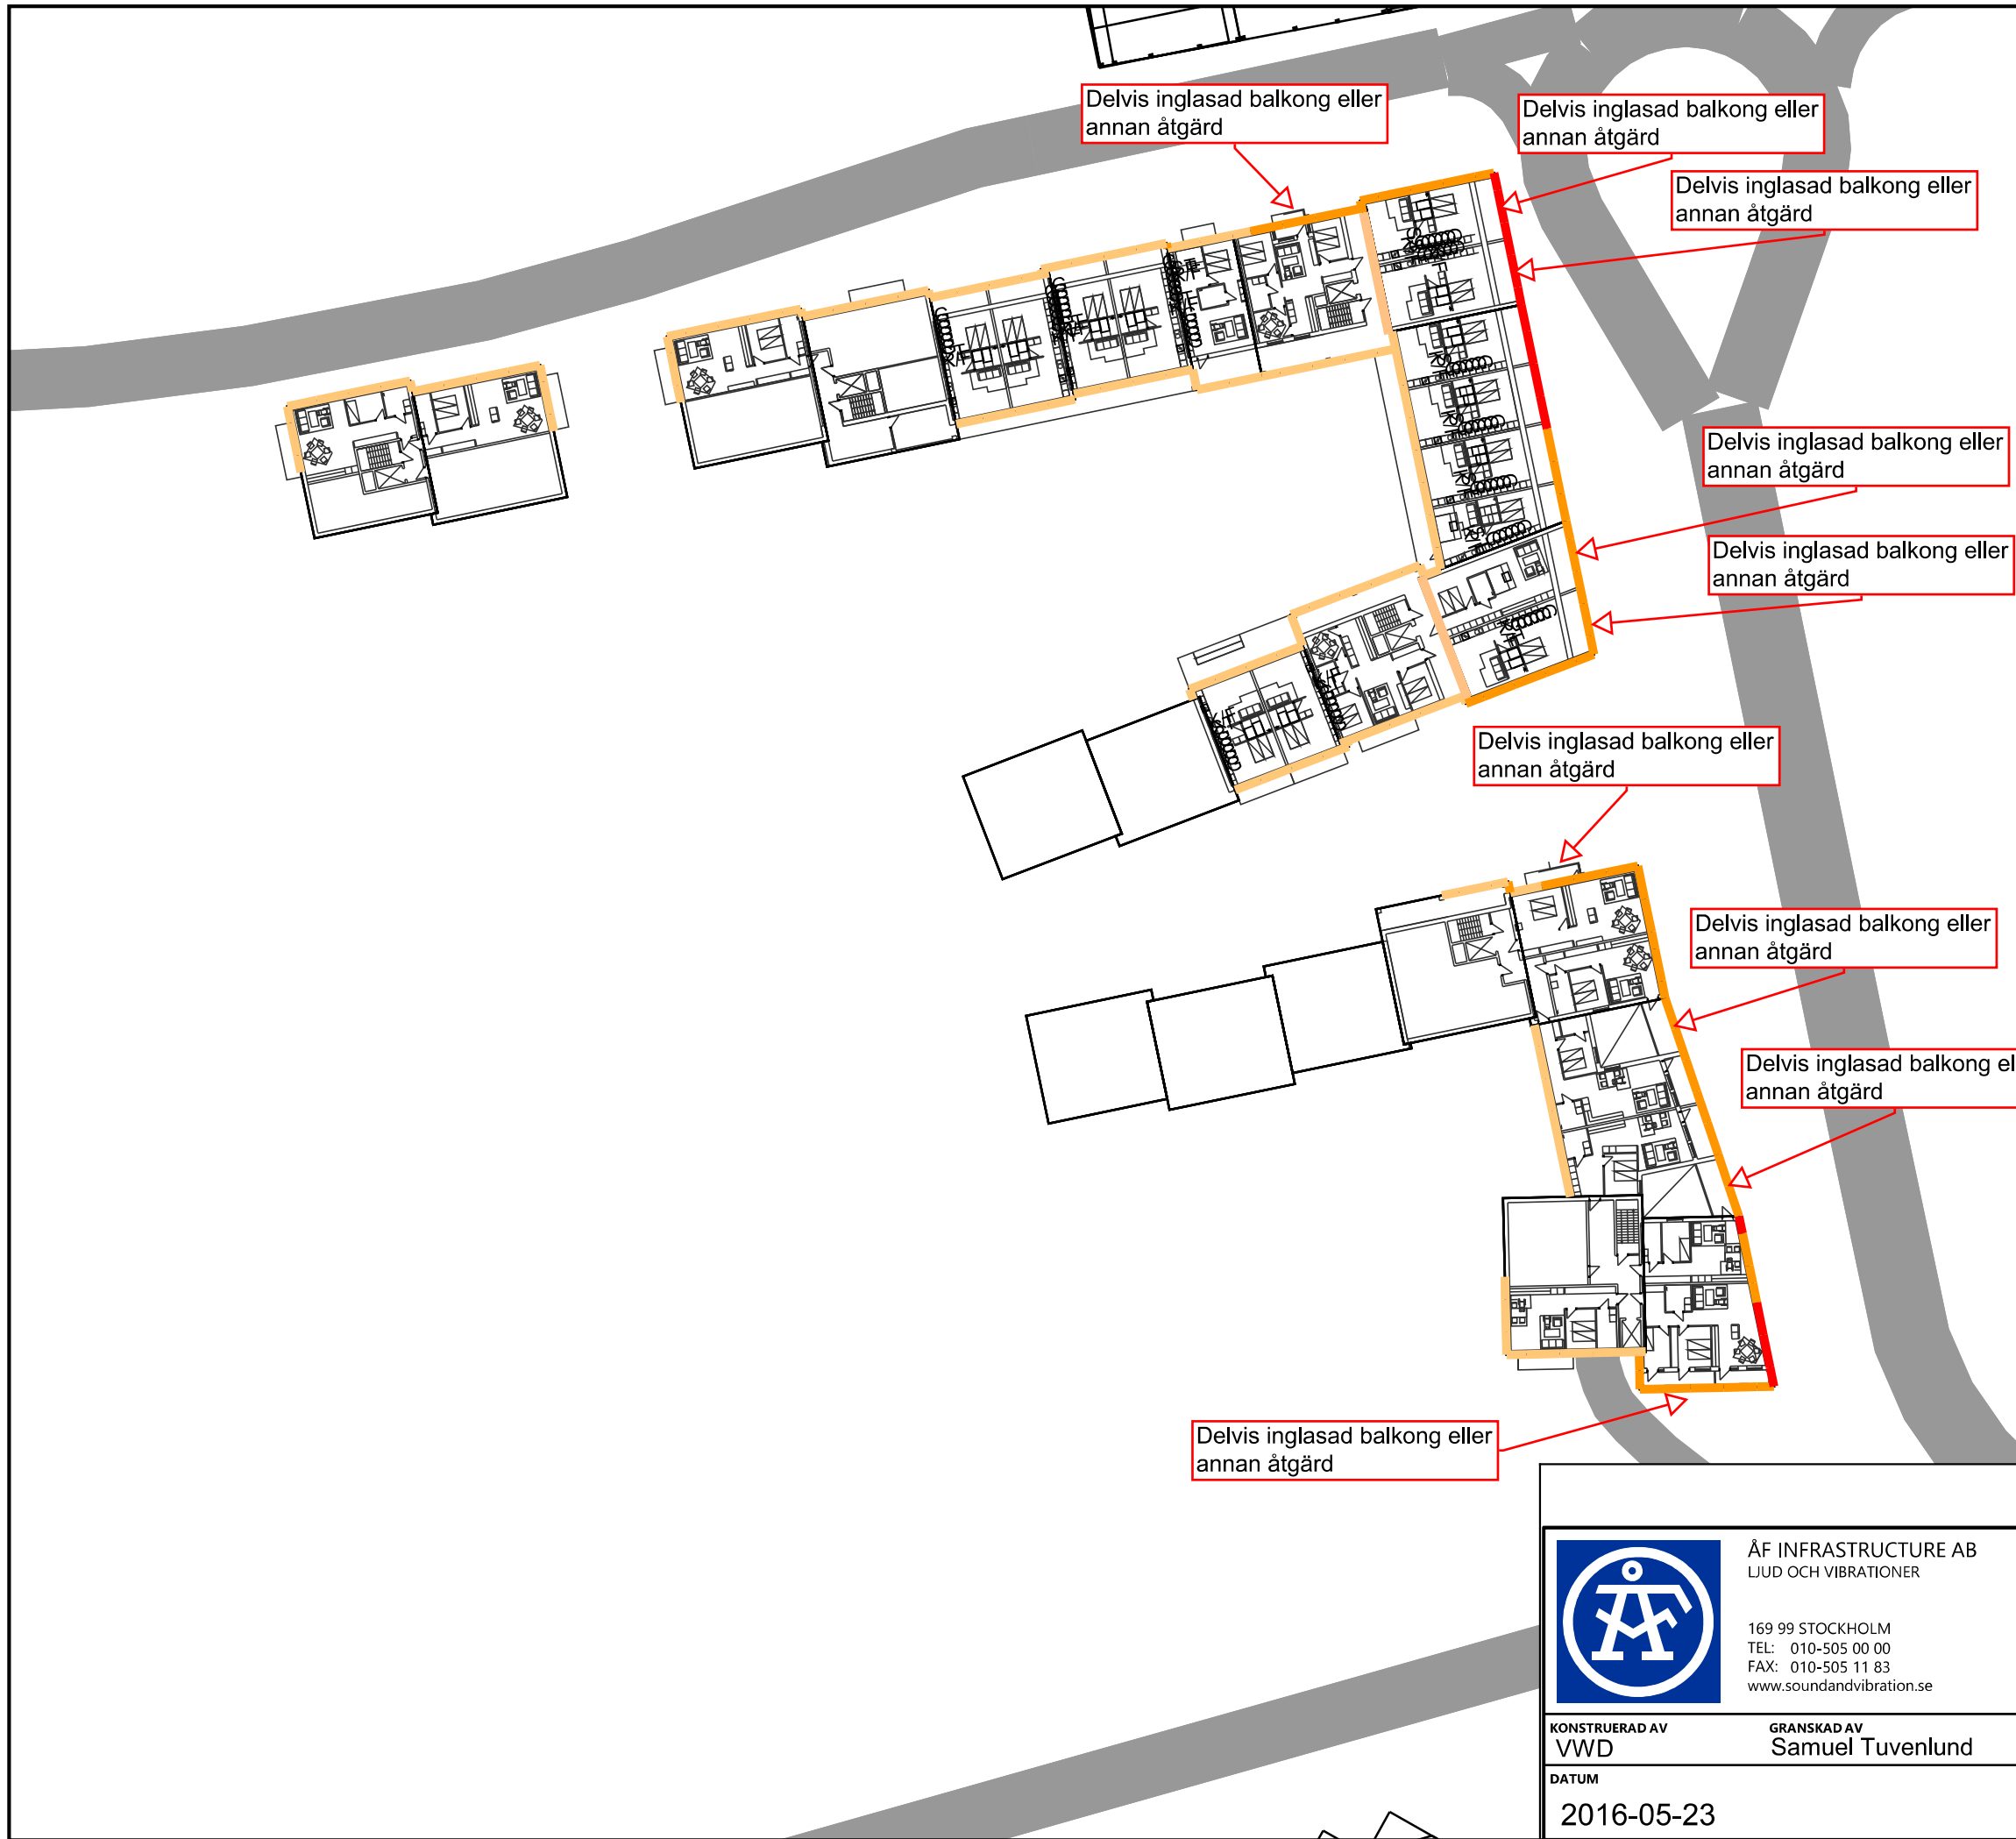 Delvis inglasad balkong eller
annan åtgärd
Delvis inglasad balkong eller
annan åtgärd
Delvis inglasad balkong eller
annan åtgärd
Delvis inglasad balkong eller
annan åtgärd
Delvis inglasad balkong eller
annan åtgärd
Delvis inglasad balkong eller
annan åtgärd
Delvis inglasad balkong eller
annan åtgärd
Delvis inglasad balkong el
annan åtgärd
Delvis inglasad balkong eller
annan åtgärd
ÅF
ÅF INFRASTRUCTURE AB
LJUD OCH VIBRATIONER
169 99 STOCKHOLM
TEL: 010-505 00 00
FAX: 010-505 11 83
www.soundandvibration.se
KONSTRUERAD AV
VWD
GRANSKAD AV
Samuel Tuvenlund
DATUM
2016-05-23